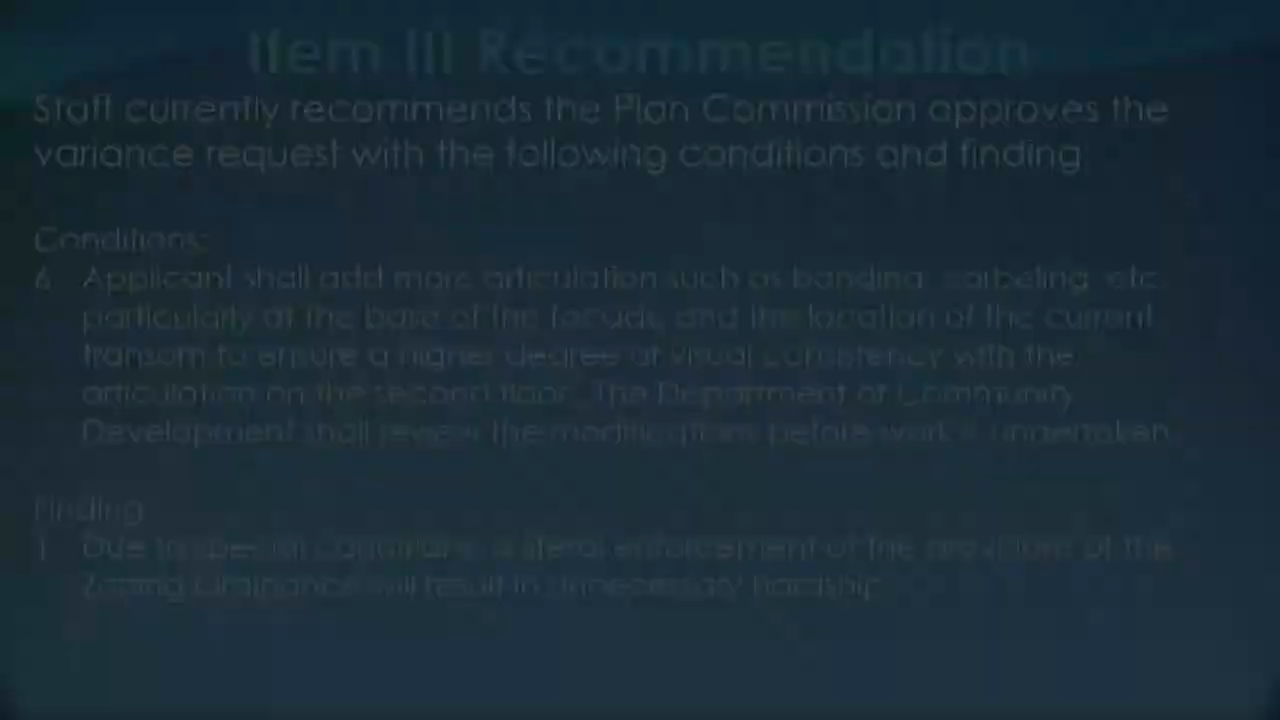 Item III Recommendation
Staff currently recommends the Plan Commission approves the
variance request with the following conditions and finding
Conditions:
6 Applicant shall add more articulation such as banding, corbeling, etc.
particularly at the base of the facade and the location of the current
transom to ensure a higher degree of visual consistency with the
articulation on the second floor. The Department of Community
Development shall review the modifications before work is undertaken
Finding
1 Due to special conditions, a literal enforcement of the provisions of the
Zoning Ordinance will result in unnecessary hardship